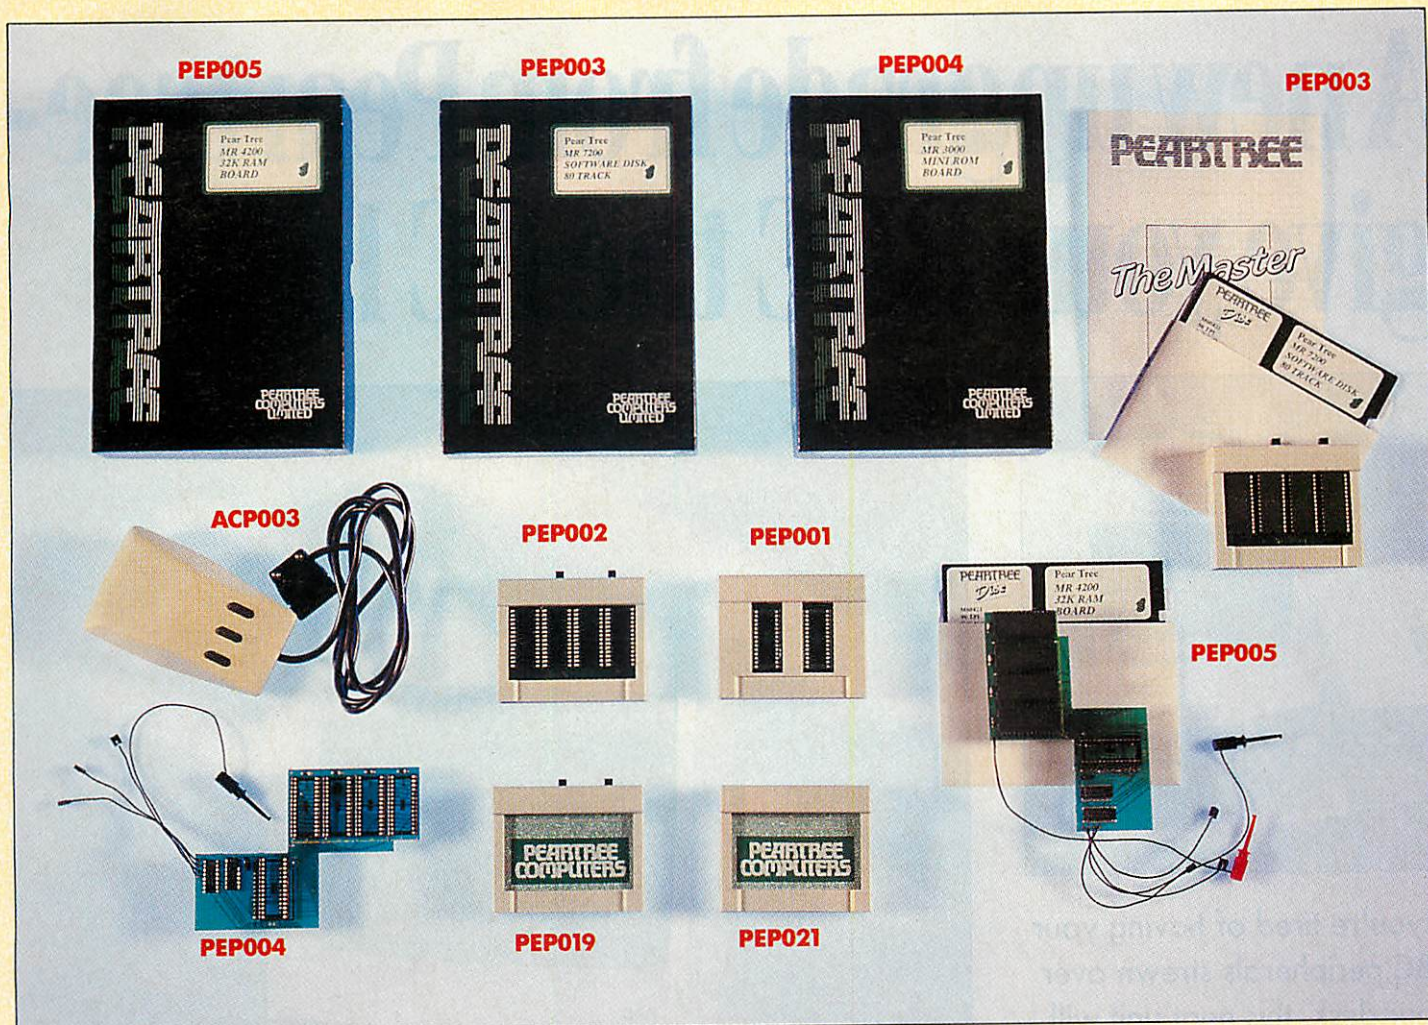 PEP005
PEP003
PEP004
PEP003
PEARTREE
Pear Tree
MR 4200
32K RAM
BOARD
PEARTREE
COMPUTERS
LIMITED
PEARTREE
Pear Tree
MR 7200
SOFTWARE DISK
80 TRACK
PEARTREE
COMPUTERS
LIMITED
PEARTREE
Pear Tree
MR 3000
MINI ROM
BOARD
PEARTREE
COMPUTERS
LIMITED
PEARTREE
The Master
PEARTREE
Disc
Pear Tree
MR 7200
SOFTWARE DISK
80 TRACK
ACP003
PEP002
PEP001
PEARTREE
Disc
Pear Tree
MR 4200
32K RAM
BOARD
PEP005
PEP004
PEARTREE
COMPUTERS
PEP019
PEARTREE
COMPUTERS
PEP021